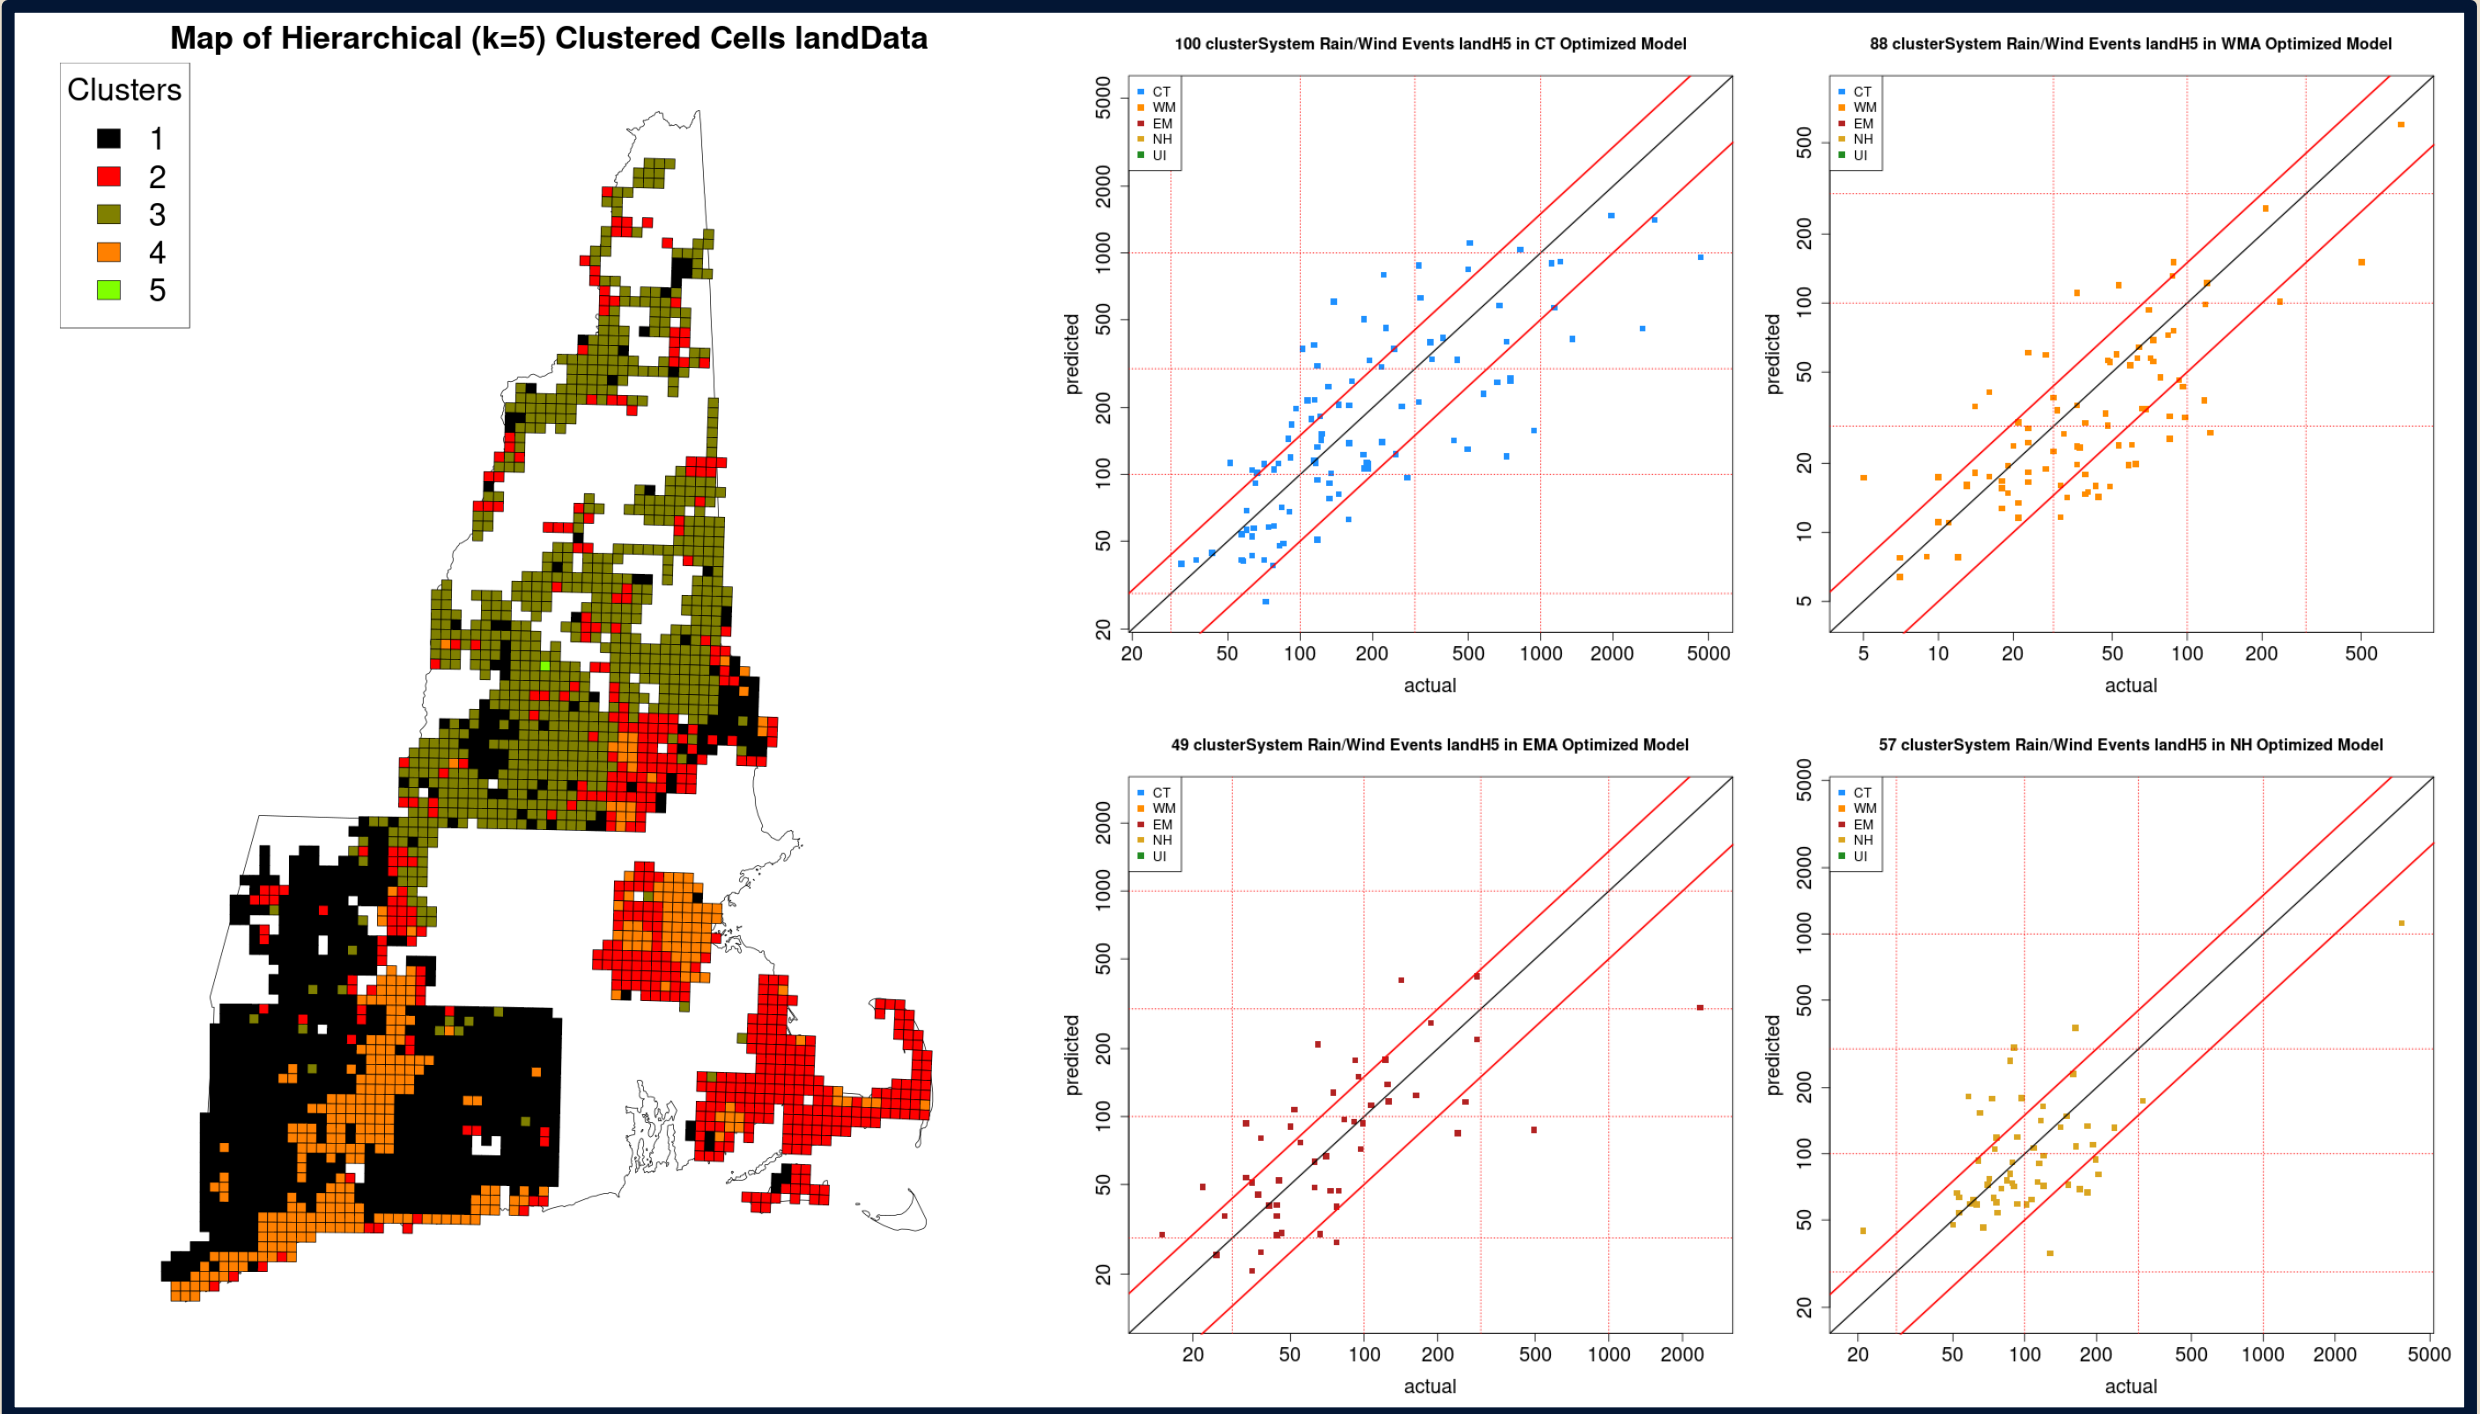 Map of Hierarchical (k=5) Clustered Cells landData
Clusters
1
2
3
4
5
100 clusterSystem Rain/Wind Events landH5 in CT Optimized Model
CT
WM
EM
NH
UI
predicted
5000
2000
1000
500
200
100
50
20
20 50 100 200 500 1000 2000 5000
actual
88 clusterSystem Rain/Wind Events landH5 in WMA Optimized Model
CT
WM
EM
NH
UI
predicted
500
200
100
50
20
10
5
5 10 20 50 100 200 500
actual
49 clusterSystem Rain/Wind Events landH5 in EMA Optimized Model
CT
WM
EM
NH
UI
predicted
2000
1000
500
200
100
50
20
20 50 100 200 500 1000 2000
actual
57 clusterSystem Rain/Wind Events landH5 in NH Optimized Model
CT
WM
EM
NH
UI
predicted
5000
2000
1000
500
200
100
50
20
20 50 100 200 500 1000 2000 5000
actual